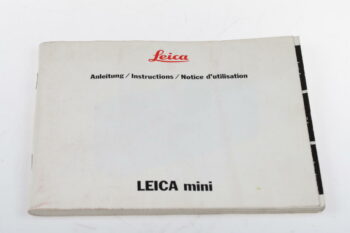 Leica
Anleitung / Instructions / Notice d'utilisation
LEICA mini